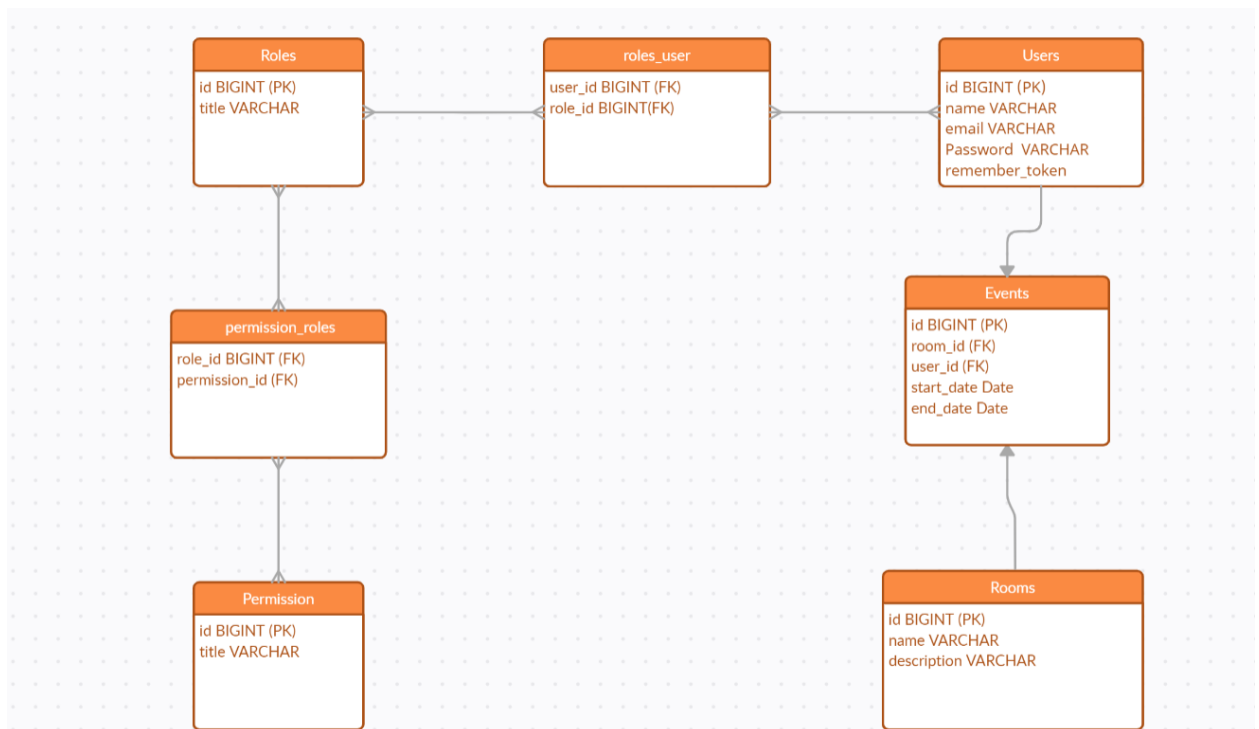 Roles
id BIGINT (PK)
title VARCHAR
roles_user
user_id BIGINT (FK)
role_id BIGINT(FK)
Users
id BIGINT (PK)
name VARCHAR
email VARCHAR
Password  VARCHAR
remember_token
Events
id BIGINT (PK)
room_id (FK)
user_id (FK)
start_date Date
end_date Date
permission_roles
role_id BIGINT (FK)
permission_id (FK)
Permission
id BIGINT (PK)
title VARCHAR
Rooms
id BIGINT (PK)
name VARCHAR
description VARCHAR